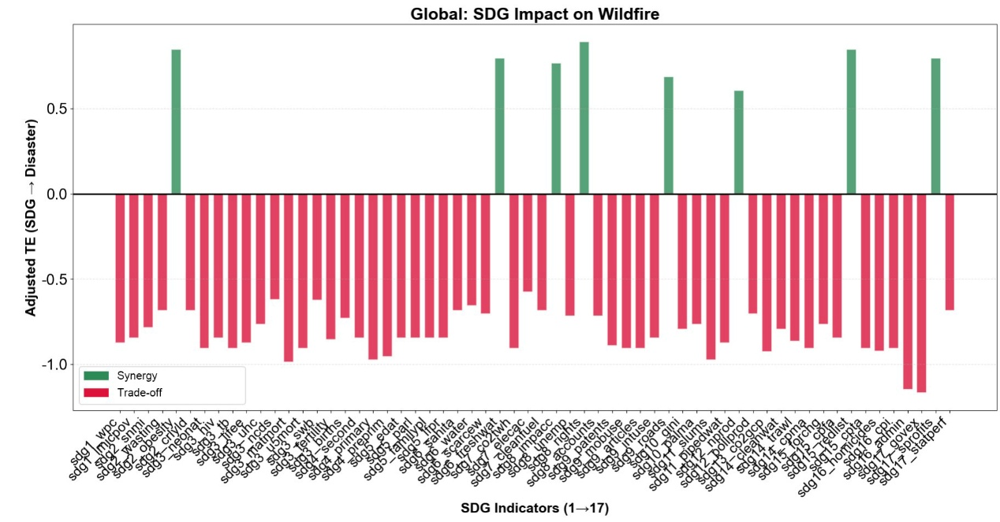 Global: SDG Impact on Wildfire
Adjusted TE (SDG → Disaster)
0.5
0.0
-0.5
-1.0
Synergy
Trade-off
sdg1_wpc
sdg1_lmicpov
sdg2_snmi
sdg2_wasting
sdg2_obesity
sdg2_crlyld
sdg3_neonat
sdg3_hiv
sdg3_tb
sdg3_lifee
sdg3_uhc
sdg3_ncds
sdg3_matmort
sdg3_u5mort
sdg3_swb
sdg3_fertility
sdg3_births
sdg4_second
sdg4_primary
sdg4_preprim
sdg5_edat
sdg5_parl
sdg5_familypl
sdg5_lfpr
sdg6_sanita
sdg6_water
sdg6_scarcew
sdg6_freshwat
sdg7_co2twh
sdg7_elecac
sdg7_cleanfuel
sdg8_impacc
sdg8_unemp
sdg8_rights
sdg8_accounts
sdg9_patents
sdg9_mobuse
sdg9_articles
sdg9_intuse
sdg9_roads
sdg10_gini
sdg10_palma
sdg11_slums
sdg11_pipedwat
sdg12_nprod
sdg12_pollprod
sdg13_co2gcp
sdg14_cleanwat
sdg14_trawl
sdg14_cpma
sdg15_forchg
sdg15_cpfa
sdg15_redlist
sdg15_cpta
sdg16_homicides
sdg16_cpi
sdg16_admin
sdg17_govex
sdg17_sprofits
sdg17_statperf
SDG Indicators (1→17)